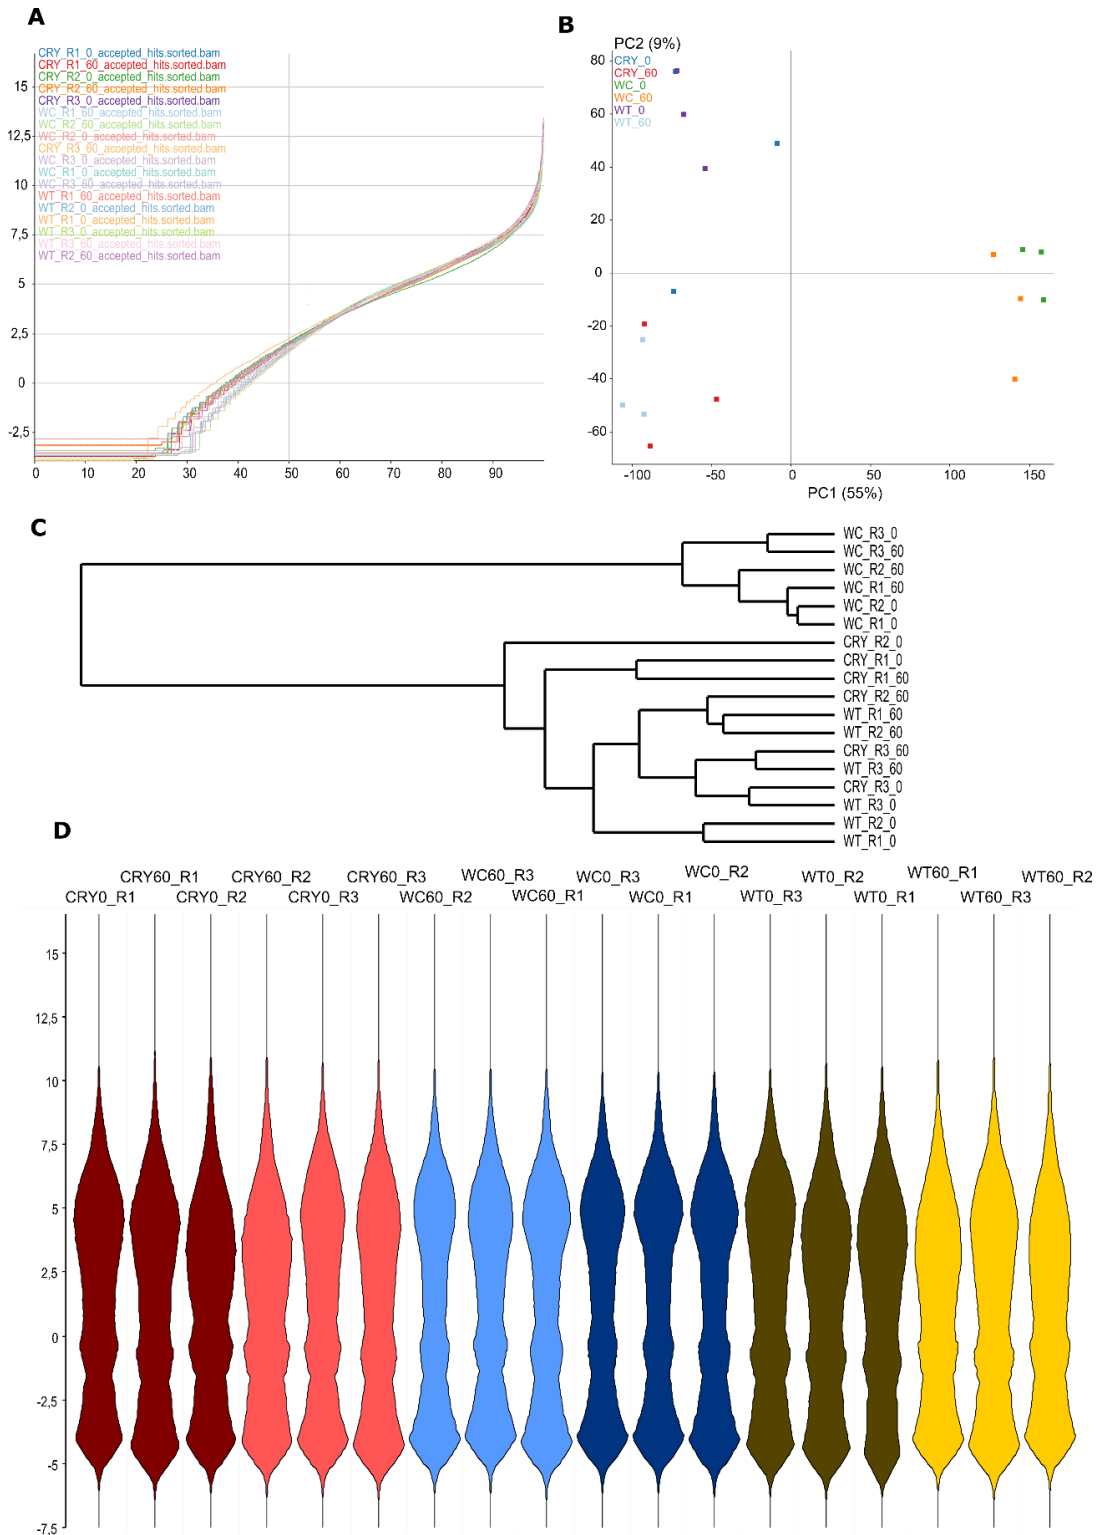 A
CRY_R1_0_accepted_hits.sorted.bam
CRY_R1_60_accepted_hits.sorted.bam
CRY_R2_0_accepted_hits.sorted.bam
CRY_R2_60_accepted_hits.sorted.bam
CRY_R3_0_accepted_hits.sorted.bam
WC_R1_60_accepted_hits.sorted.bam
WC_R2_60_accepted_hits.sorted.bam
WC_R2_0_accepted_hits.sorted.bam
CRY_R3_60_accepted_hits.sorted.bam
WC_R3_0_accepted_hits.sorted.bam
WC_R1_0_accepted_hits.sorted.bam
WC_R3_60_accepted_hits.sorted.bam
WT_R1_60_accepted_hits.sorted.bam
WT_R2_0_accepted_hits.sorted.bam
WT_R1_0_accepted_hits.sorted.bam
WT_R3_0_accepted_hits.sorted.bam
WT_R3_60_accepted_hits.sorted.bam
WT_R2_60_accepted_hits.sorted.bam
15
12,5
10
7,5
5
2,5
0
-2,5
0 10 20 30 40 50 60 70 80 90
B
PC2 (9%)
CRY_0
CRY_60
WC_0
WC_60
WT_0
WT_60
80
60
40
20
0
-20
-40
-60
-100 -50 0 50 100 150
PC1 (55%)
C
WC_R3_0
WC_R3_60
WC_R2_60
WC_R1_60
WC_R2_0
WC_R1_0
CRY_R2_0
CRY_R1_0
CRY_R1_60
CRY_R2_60
WT_R1_60
WT_R2_60
CRY_R3_60
WT_R3_60
CRY_R3_0
WT_R3_0
WT_R2_0
WT_R1_0
D
CRY60_R1 CRY60_R2 CRY60_R3 WC60_R3 WC0_R2 WT0_R2 WT60_R1 WT60_R2
CRY0_R1 CRY0_R2 CRY0_R3 WC60_R2 WC60_R1 WC0_R3 WC0_R1 WT0_R3 WT0_R1 WT60_R3
15
12,5
10
7,5
5
2,5
0
-2,5
-5
-7,5